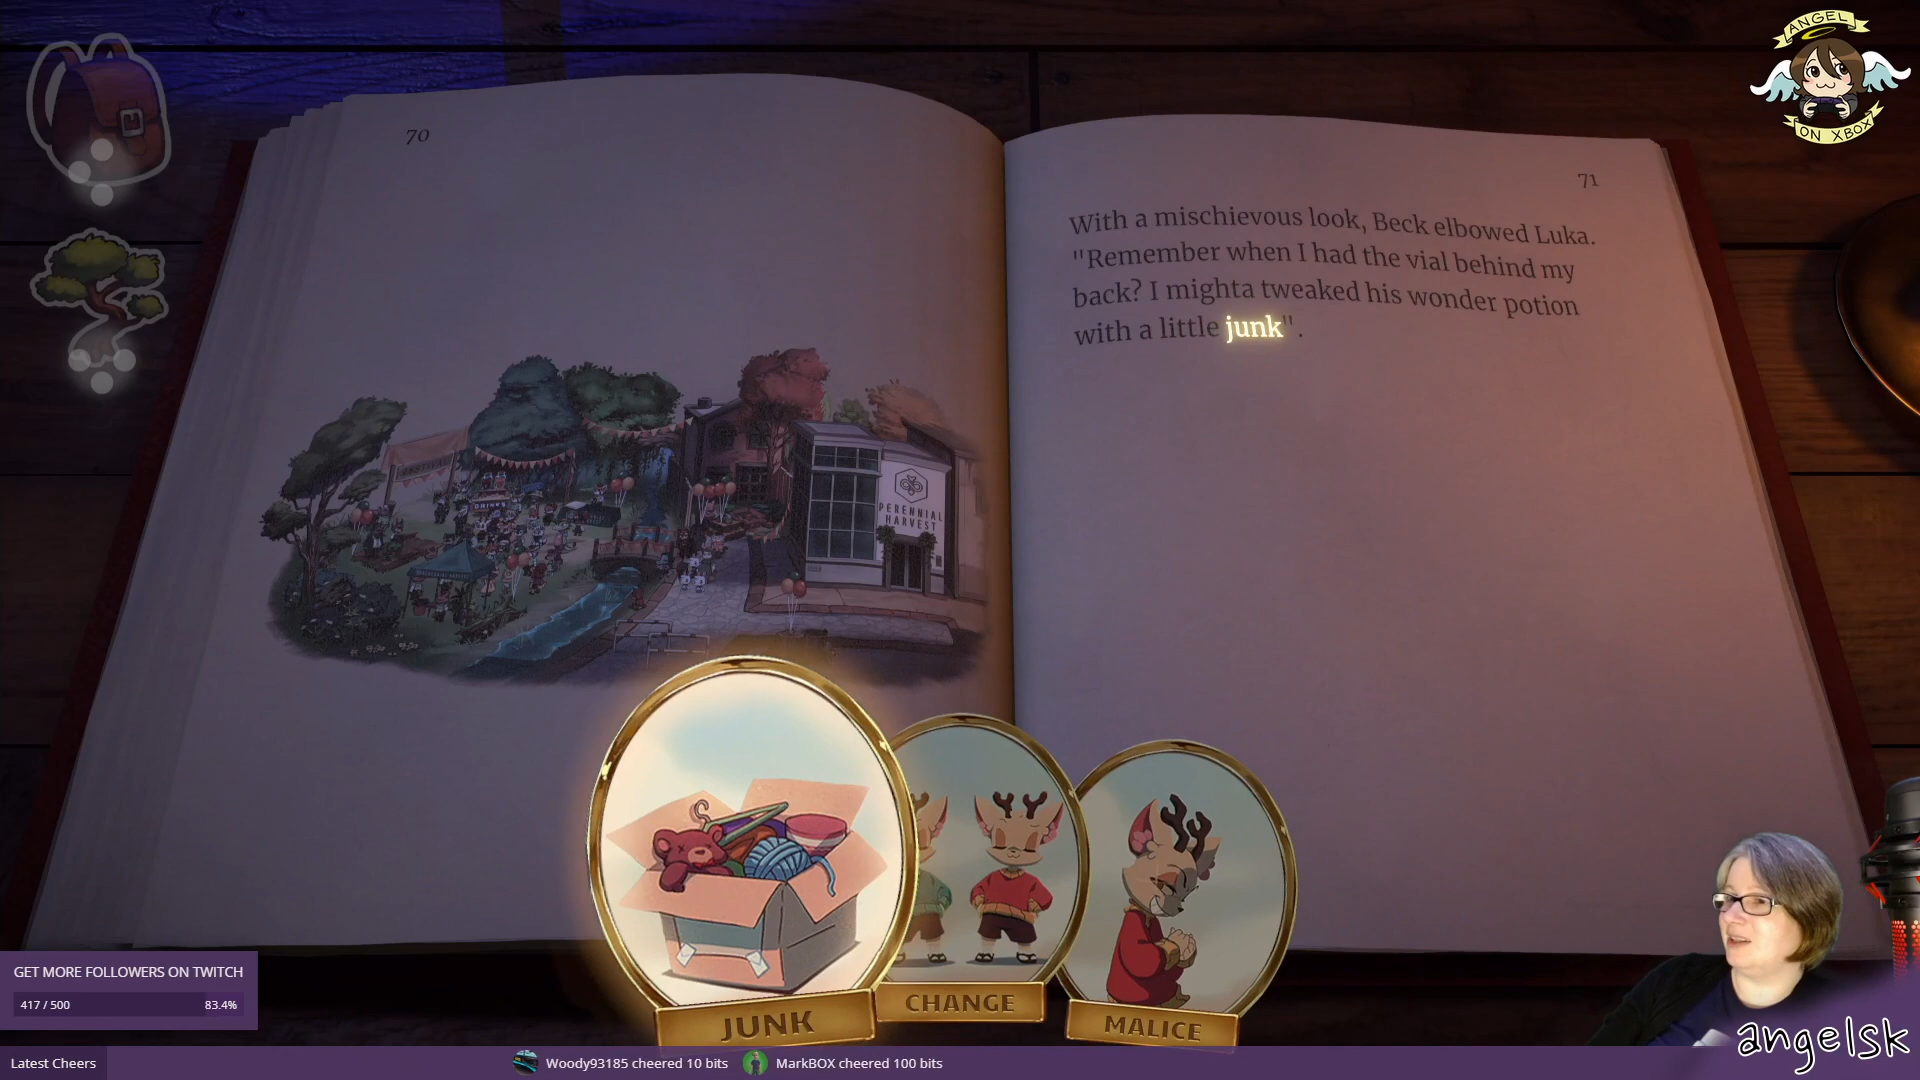 ANGEL
ON XBOX
70
71
With a mischievous look, Beck elbowed Luka.
"Remember when I had the vial behind my
back? I mighta tweaked his wonder potion
with a little junk".
FESTIVAL
DRINKS
PERENNIAL
HARVEST
JUNK
CHANGE
MALICE
GET MORE FOLLOWERS ON TWITCH
417 / 500
83.4%
angelsk
Latest Cheers
Woody93185 cheered 10 bits
MarkBOX cheered 100 bits